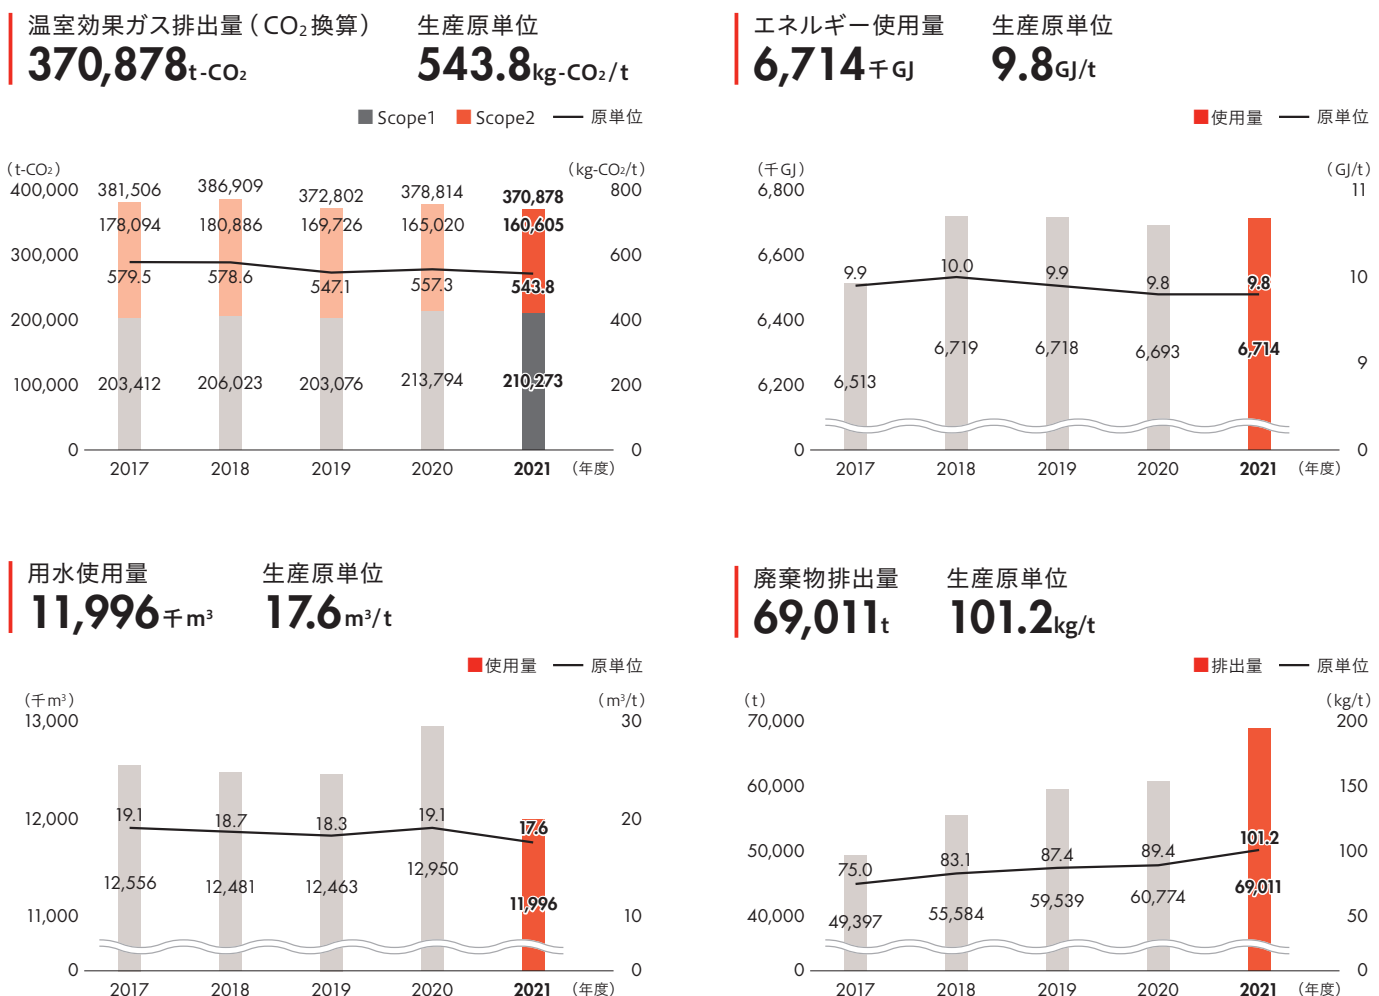 温室効果ガス排出量（CO₂換算） 生産原単位
370,878t-CO₂ 543.8kg-CO₂/t
Scope1 Scope2 原単位
（t-CO₂） （kg-CO₂/t）
400,000 381,506 386,909 372,802 378,814 370,878 800
178,094 180,886 169,726 165,020 160,605
300,000 600
579.5 578.6 547.1 557.3 543.8
200,000 400
100,000 203,412 206,023 203,076 213,794 210,273 200
0 0
2017 2018 2019 2020 2021 （年度）
エネルギー使用量 生産原単位
6,714千GJ 9.8GJ/t
使用量 原単位
（千GJ） （GJ/t）
6,800 11
6,600
9.9 10.0 9.9 9.8 9.8 10
6,400
6,719 6,718 6,693 6,714 9
6,200 6,513
0 0
2017 2018 2019 2020 2021 （年度）
用水使用量 生産原単位
11,996千m³ 17.6m³/t
使用量 原単位
（千m³） （m³/t）
13,000 30
12,000 19.1 18.7 18.3 19.1 17.6 20
12,556 12,481 12,463 12,950 11,996
11,000 10
0 0
2017 2018 2019 2020 2021 （年度）
廃棄物排出量 生産原単位
69,011t 101.2kg/t
排出量 原単位
（t） （kg/t）
70,000 200
60,000 150
50,000 100
75.0 83.1 87.4 89.4 101.2
49,397 55,584 59,539 60,774 69,011
40,000 50
0 0
2017 2018 2019 2020 2021 （年度）